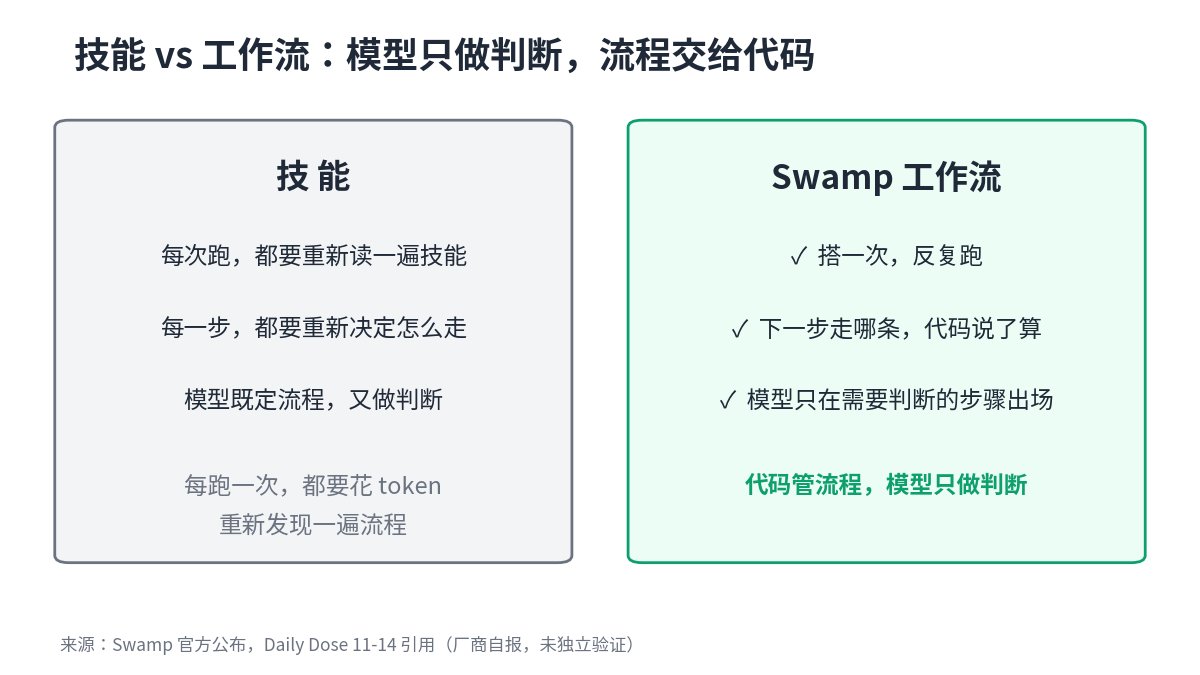 技能 vs 工作流：模型只做判断，流程交给代码
技 能
每次跑，都要重新读一遍技能
每一步，都要重新决定怎么走
模型既定流程，又做判断
每跑一次，都要花 token
重新发现一遍流程
Swamp 工作流
✓ 搭一次，反复跑
✓ 下一步走哪条，代码说了算
✓ 模型只在需要判断的步骤出场
代码管流程，模型只做判断
来源：Swamp 官方公布，Daily Dose 11-14 引用（厂商自报，未独立验证）